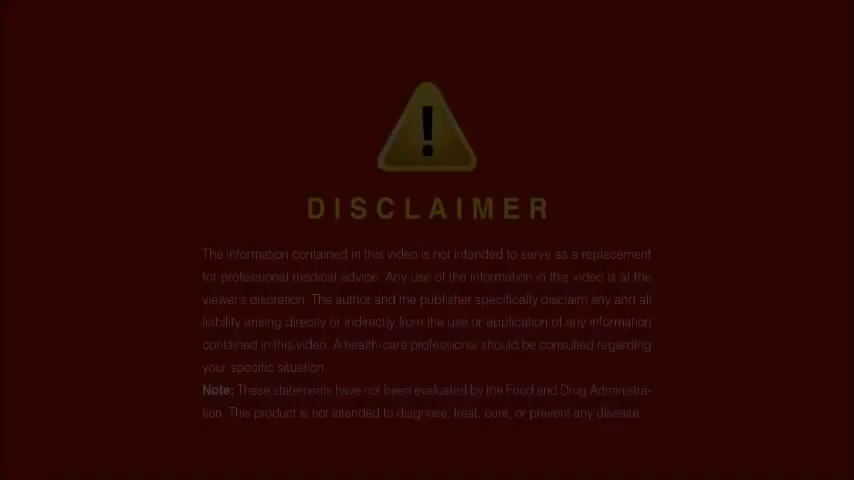 !
DISCLAIMER
The information contained in this video is not intended to serve as a replacement
for professional medical advice. Any use of the information in this video is at the
viewer's discretion. The author and the publisher specifically disclaim any and all
liability arising directly or indirectly from the use or application of any information
contained in this video. A health-care professional should be consulted regarding
your specific situation.
Note: These statements have not been evaluated by the Food and Drug Administra-
tion. This product is not intended to diagnose, treat, cure, or prevent any disease.